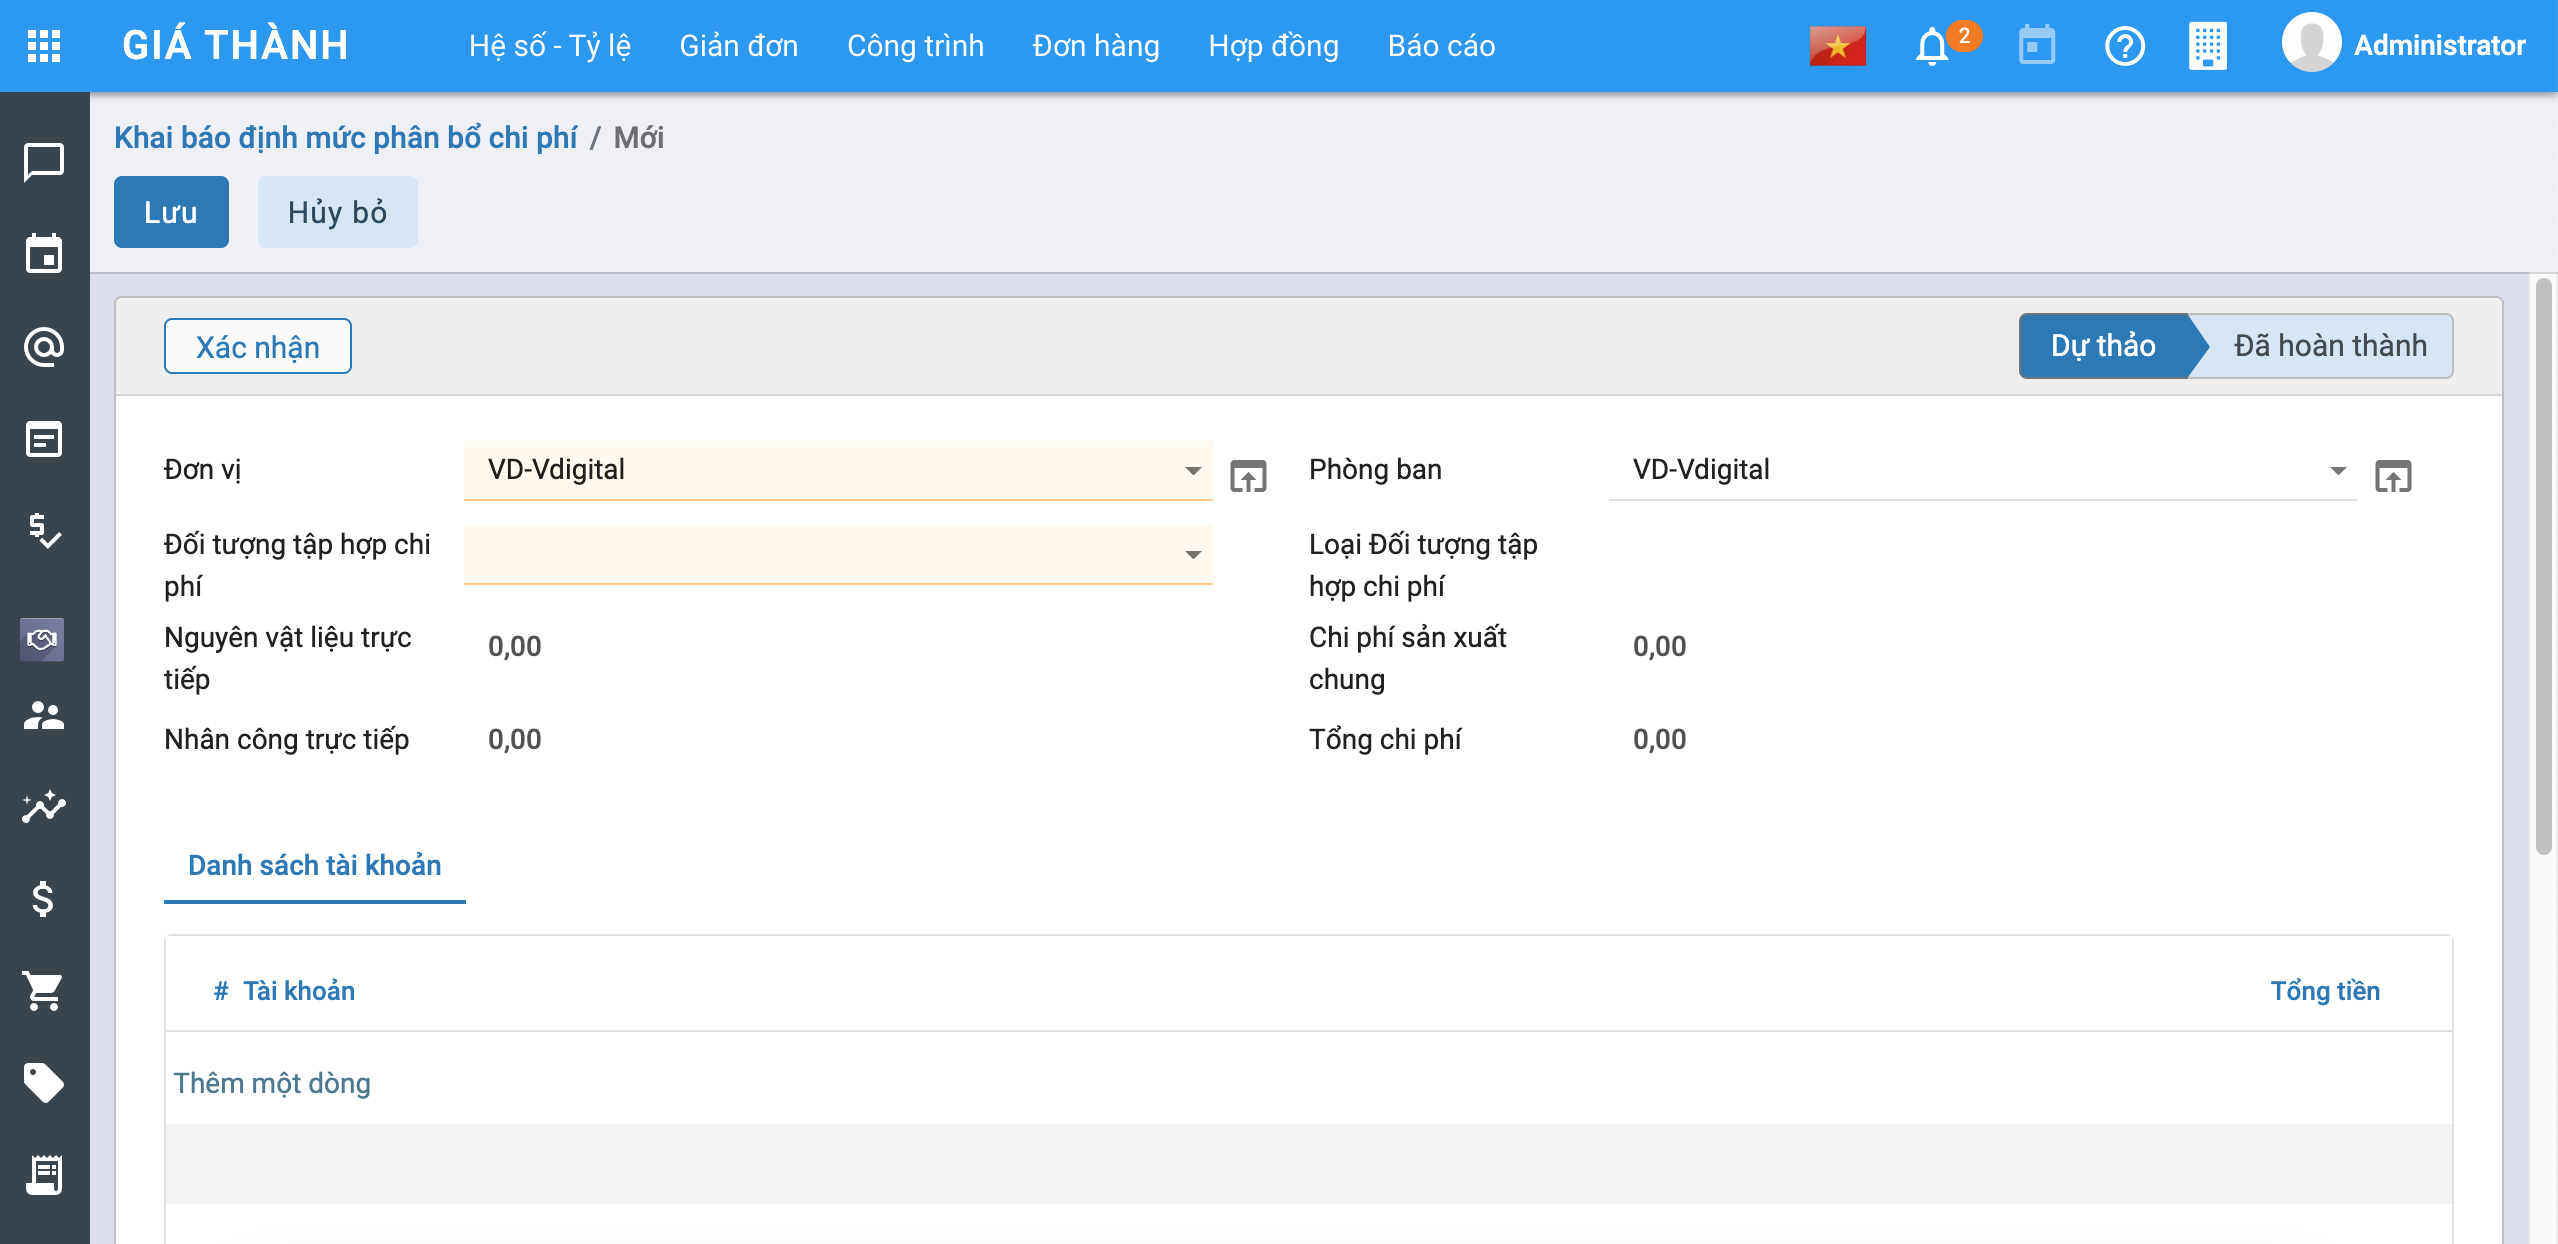 GIÁ THÀNH Hệ số - Tỷ lệ Giản đơn Công trình Đơn hàng Hợp đồng Báo cáo 2 Administrator
Khai báo định mức phân bổ chi phí / Mới
Lưu Hủy bỏ
Xác nhận Dự thảo Đã hoàn thành
Đơn vị VD-Vdigital Phòng ban VD-Vdigital
Đối tượng tập hợp chi phí Loại Đối tượng tập hợp chi phí
Nguyên vật liệu trực tiếp 0,00 Chi phí sản xuất chung 0,00
Nhân công trực tiếp 0,00 Tổng chi phí 0,00
Danh sách tài khoản
# Tài khoản Tổng tiền
Thêm một dòng